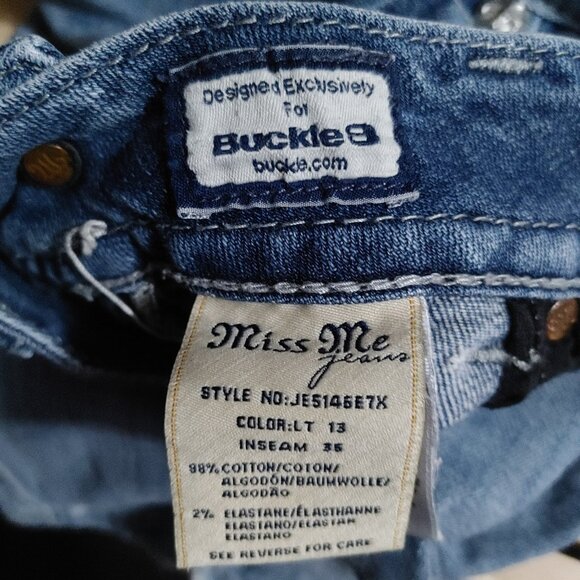 Designed Exclusively
For
BUCKLE B
buckle.com
Miss Me
jeans
STYLE NO:JE5146E7X
COLOR:LT 13
INSEAM 35
98% COTTON/COTON/
ALGODÓN/BAUMWOLLE/
ALGODÃO
2% ELASTANE/ÉLASTHANNE
ELASTANO/ELASTAN
ELASTANO
SEE REVERSE FOR CARE